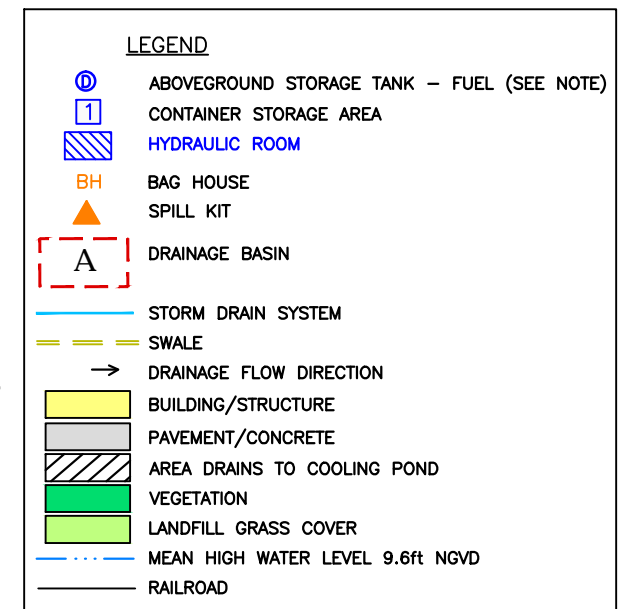 LEGEND
D ABOVEGROUND STORAGE TANK – FUEL (SEE NOTE)
1 CONTAINER STORAGE AREA
HYDRAULIC ROOM
BH BAG HOUSE
SPILL KIT
A DRAINAGE BASIN
STORM DRAIN SYSTEM
SWALE
DRAINAGE FLOW DIRECTION
BUILDING/STRUCTURE
PAVEMENT/CONCRETE
AREA DRAINS TO COOLING POND
VEGETATION
LANDFILL GRASS COVER
MEAN HIGH WATER LEVEL 9.6ft NGVD
RAILROAD